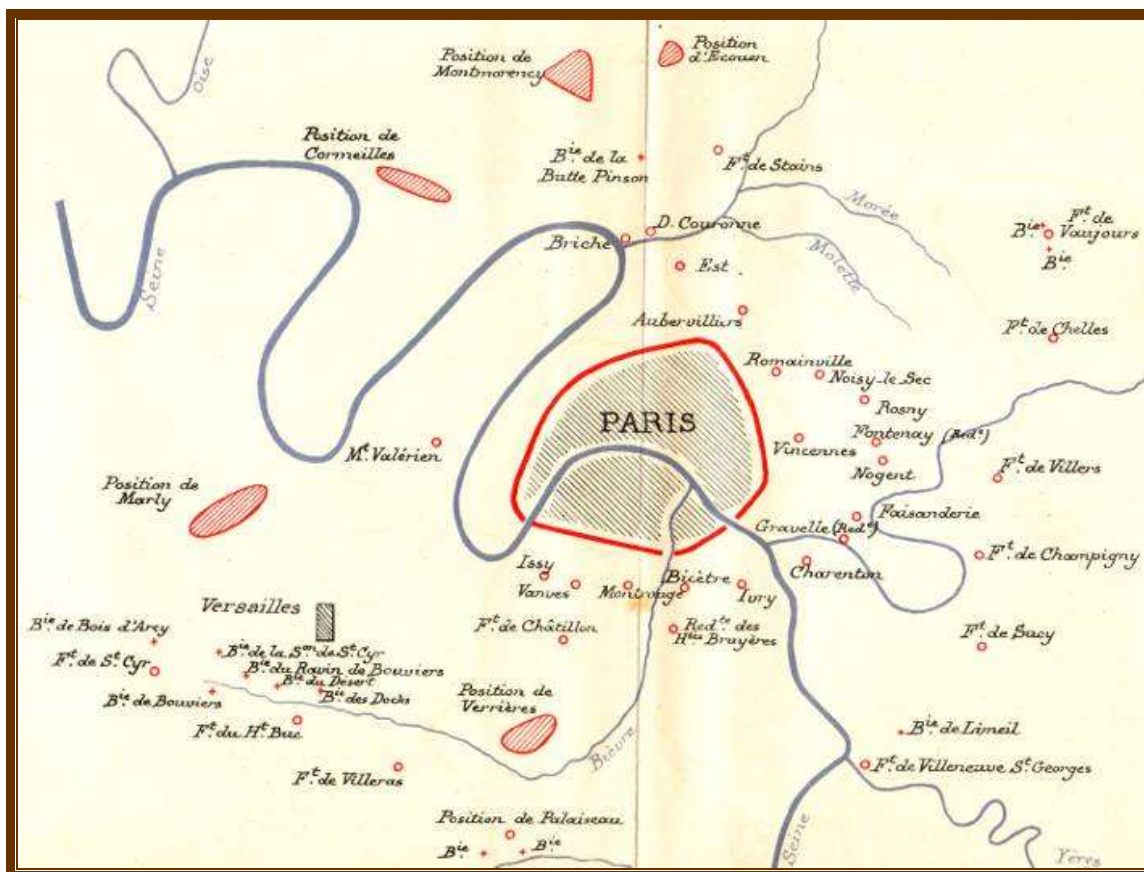 Oise
Position de
Montmorency
Position
d'Ecouen
Position de
Cormeilles
Bie de la
Butte Pinson
Ft de Stains
Morée
Molette
Bie
Ft de
Vaujours
Bie
Seine
Briche
D. Couronne
Est
Aubervilliers
Ft de Chelles
Romainville
Noisy-le Sec
Rosny
PARIS
Vincennes
Fontenay (Rede)
Nogent
Ft de Villers
Mt Valérien
Position de
Marly
Faisanderie
Gravelle (Rede)
Charenton
Ft de Champigny
Issy
Vanves
Montrouge
Bicètre
Ivry
Versailles
Ft de Châtillon
Redte des
Htes Bruyères
Ft de Sucy
Bie de Bois d'Arcy
Bie de la Son de St Cyr
Ft de St Cyr
Bie du Ravin de Bouviers
Bie du Désert
Bie de Bouviers
Bie des Docks
Position de
Verrières
Ft du Ht Buc
Bièvre
Bie de Limeil
Ft de Villeras
Ft de Villeneuve St Georges
Position de Palaiseau
Bie
Bie
Seine
Yères